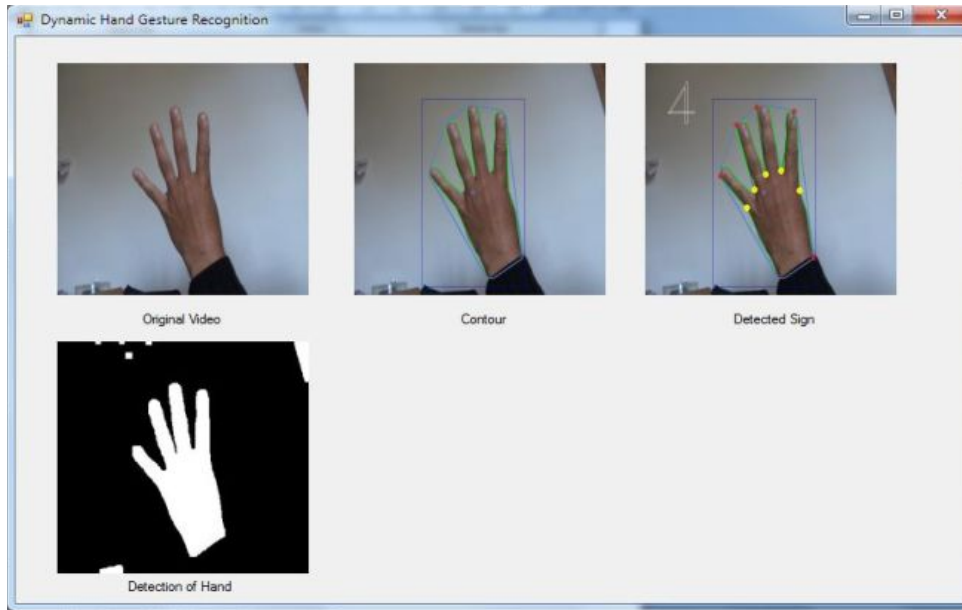 Dynamic Hand Gesture Recognition
4
Original Video
Contour
Detected Sign
Detection of Hand